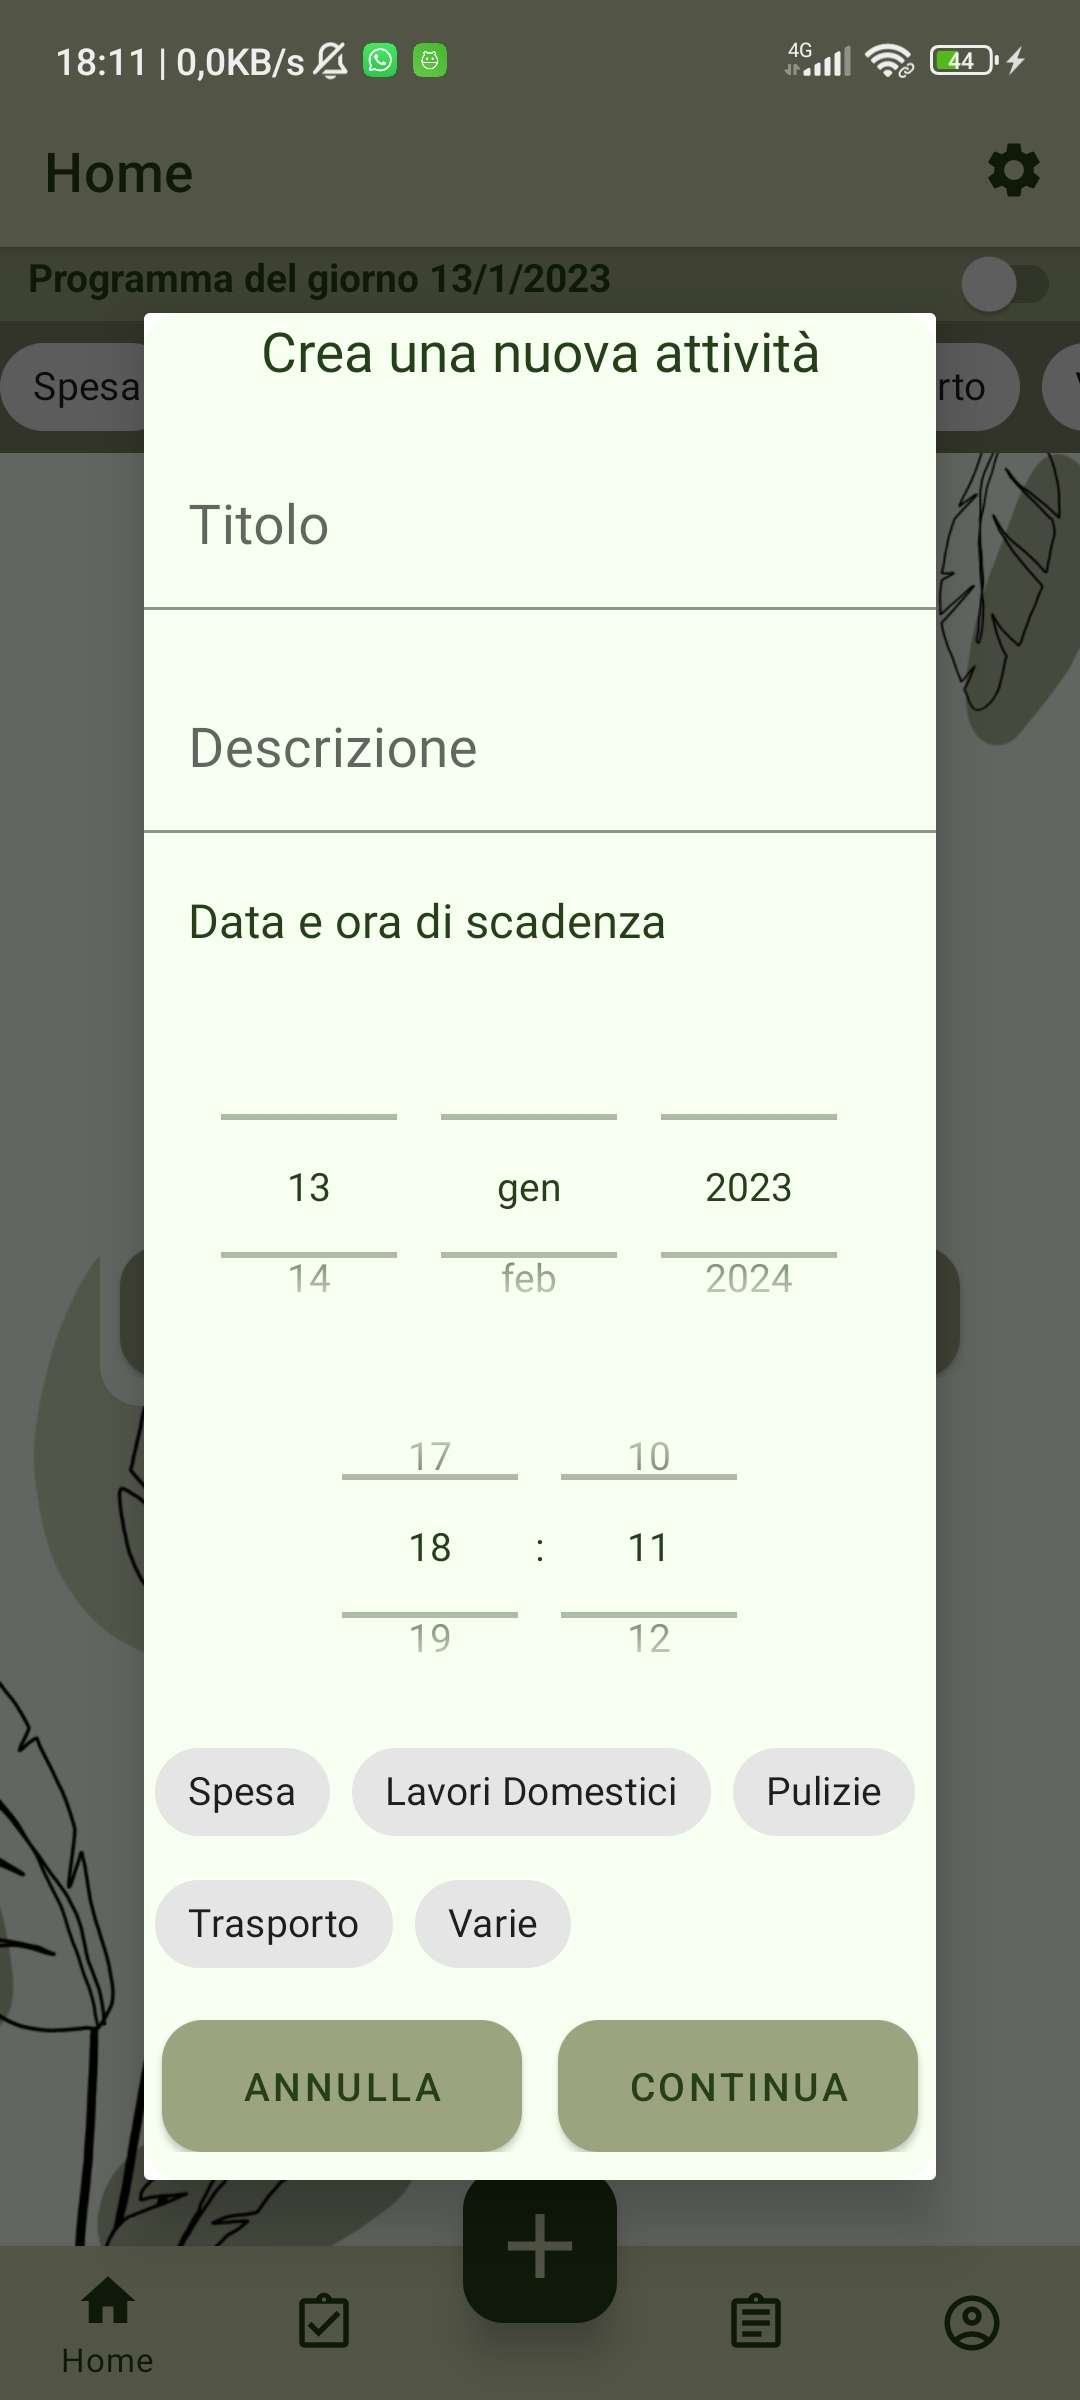 18:11 | 0,0KB/s 4G 44
Home
Programma del giorno 13/1/2023
Spesa rto
Crea una nuova attività
Titolo
Descrizione
Data e ora di scadenza
13 gen 2023
14 feb 2024
17 10
18 : 11
19 12
Spesa Lavori Domestici Pulizie
Trasporto Varie
ANNULLA CONTINUA
Home